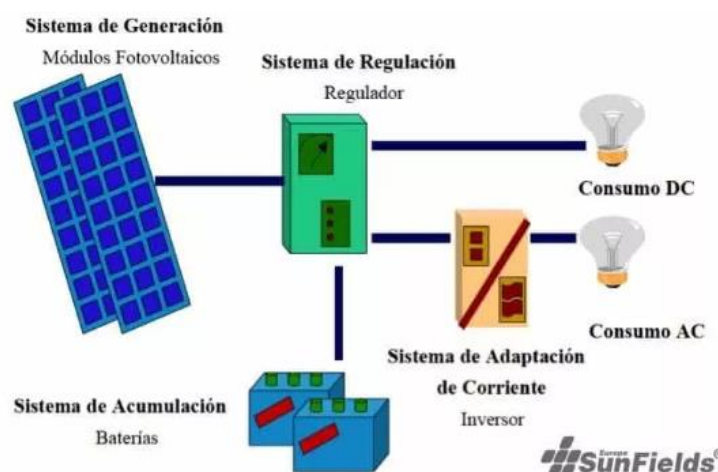 Sistema de Generación
Módulos Fotovoltaicos
Sistema de Regulación
Regulador
Consumo DC
Consumo AC
Sistema de Adaptación
de Corriente
Inversor
Sistema de Acumulación
Baterías
Europe
SunFields®